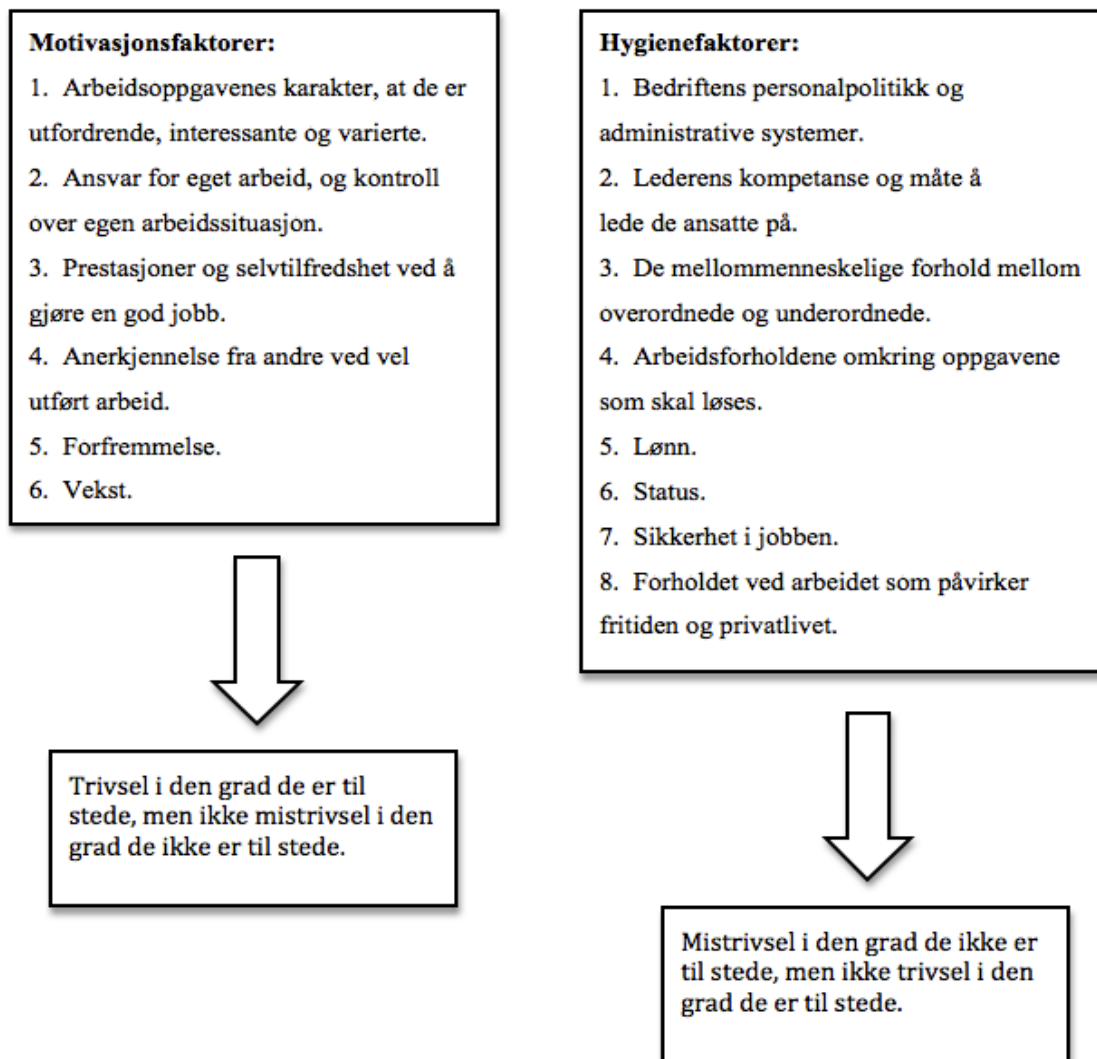 Motivasjonsfaktorer:
1. Arbeidsoppgavenes karakter, at de er
utfordrende, interessante og varierte.
2. Ansvar for eget arbeid, og kontroll
over egen arbeidssituasjon.
3. Prestasjoner og selvtilfredshet ved å
gjøre en god jobb.
4. Anerkjennelse fra andre ved vel
utført arbeid.
5. Forfremmelse.
6. Vekst.
Trivsel i den grad de er til
stede, men ikke mistrivsel i den
grad de ikke er til stede.
Hygienefaktorer:
1. Bedriftens personalpolitikk og
administrative systemer.
2. Lederens kompetanse og måte å
lede de ansatte på.
3. De mellommenneskelige forhold mellom
overordnede og underordnede.
4. Arbeidsforholdene omkring oppgavene
som skal løses.
5. Lønn.
6. Status.
7. Sikkerhet i jobben.
8. Forholdet ved arbeidet som påvirker
fritiden og privatlivet.
Mistrivsel i den grad de ikke er
til stede, men ikke trivsel i den
grad de er til stede.